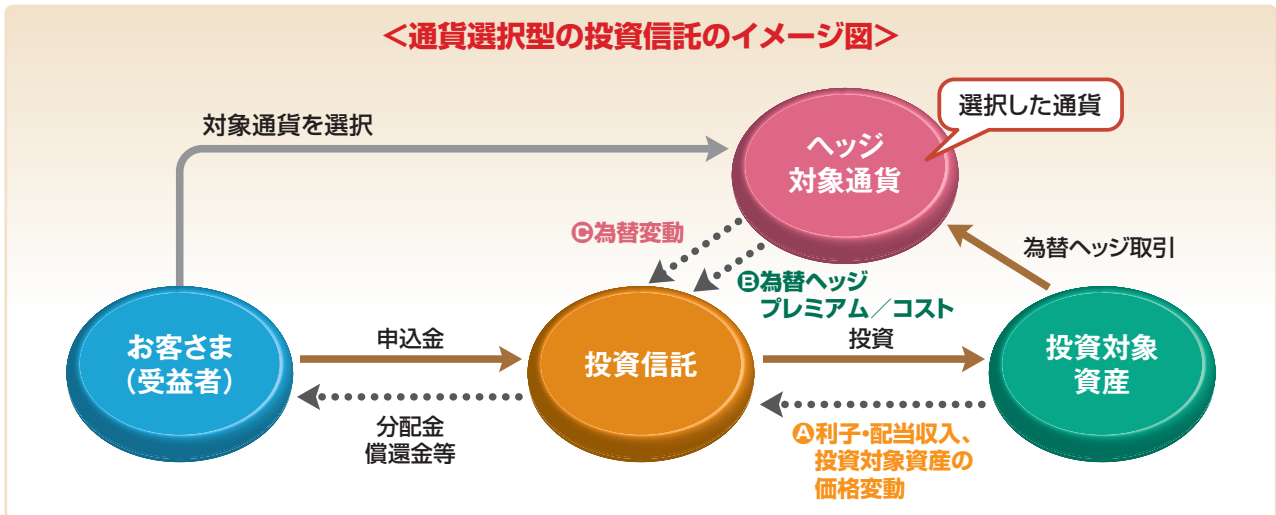 ＜通貨選択型の投資信託のイメージ図＞
選択した通貨
対象通貨を選択
ヘッジ
対象通貨
Ⓒ為替変動
為替ヘッジ取引
Ⓑ為替ヘッジ
プレミアム／コスト
お客さま
（受益者）
申込金
投資信託
投資
投資対象
資産
分配金
償還金等
Ⓐ利子・配当収入、
投資対象資産の
価格変動